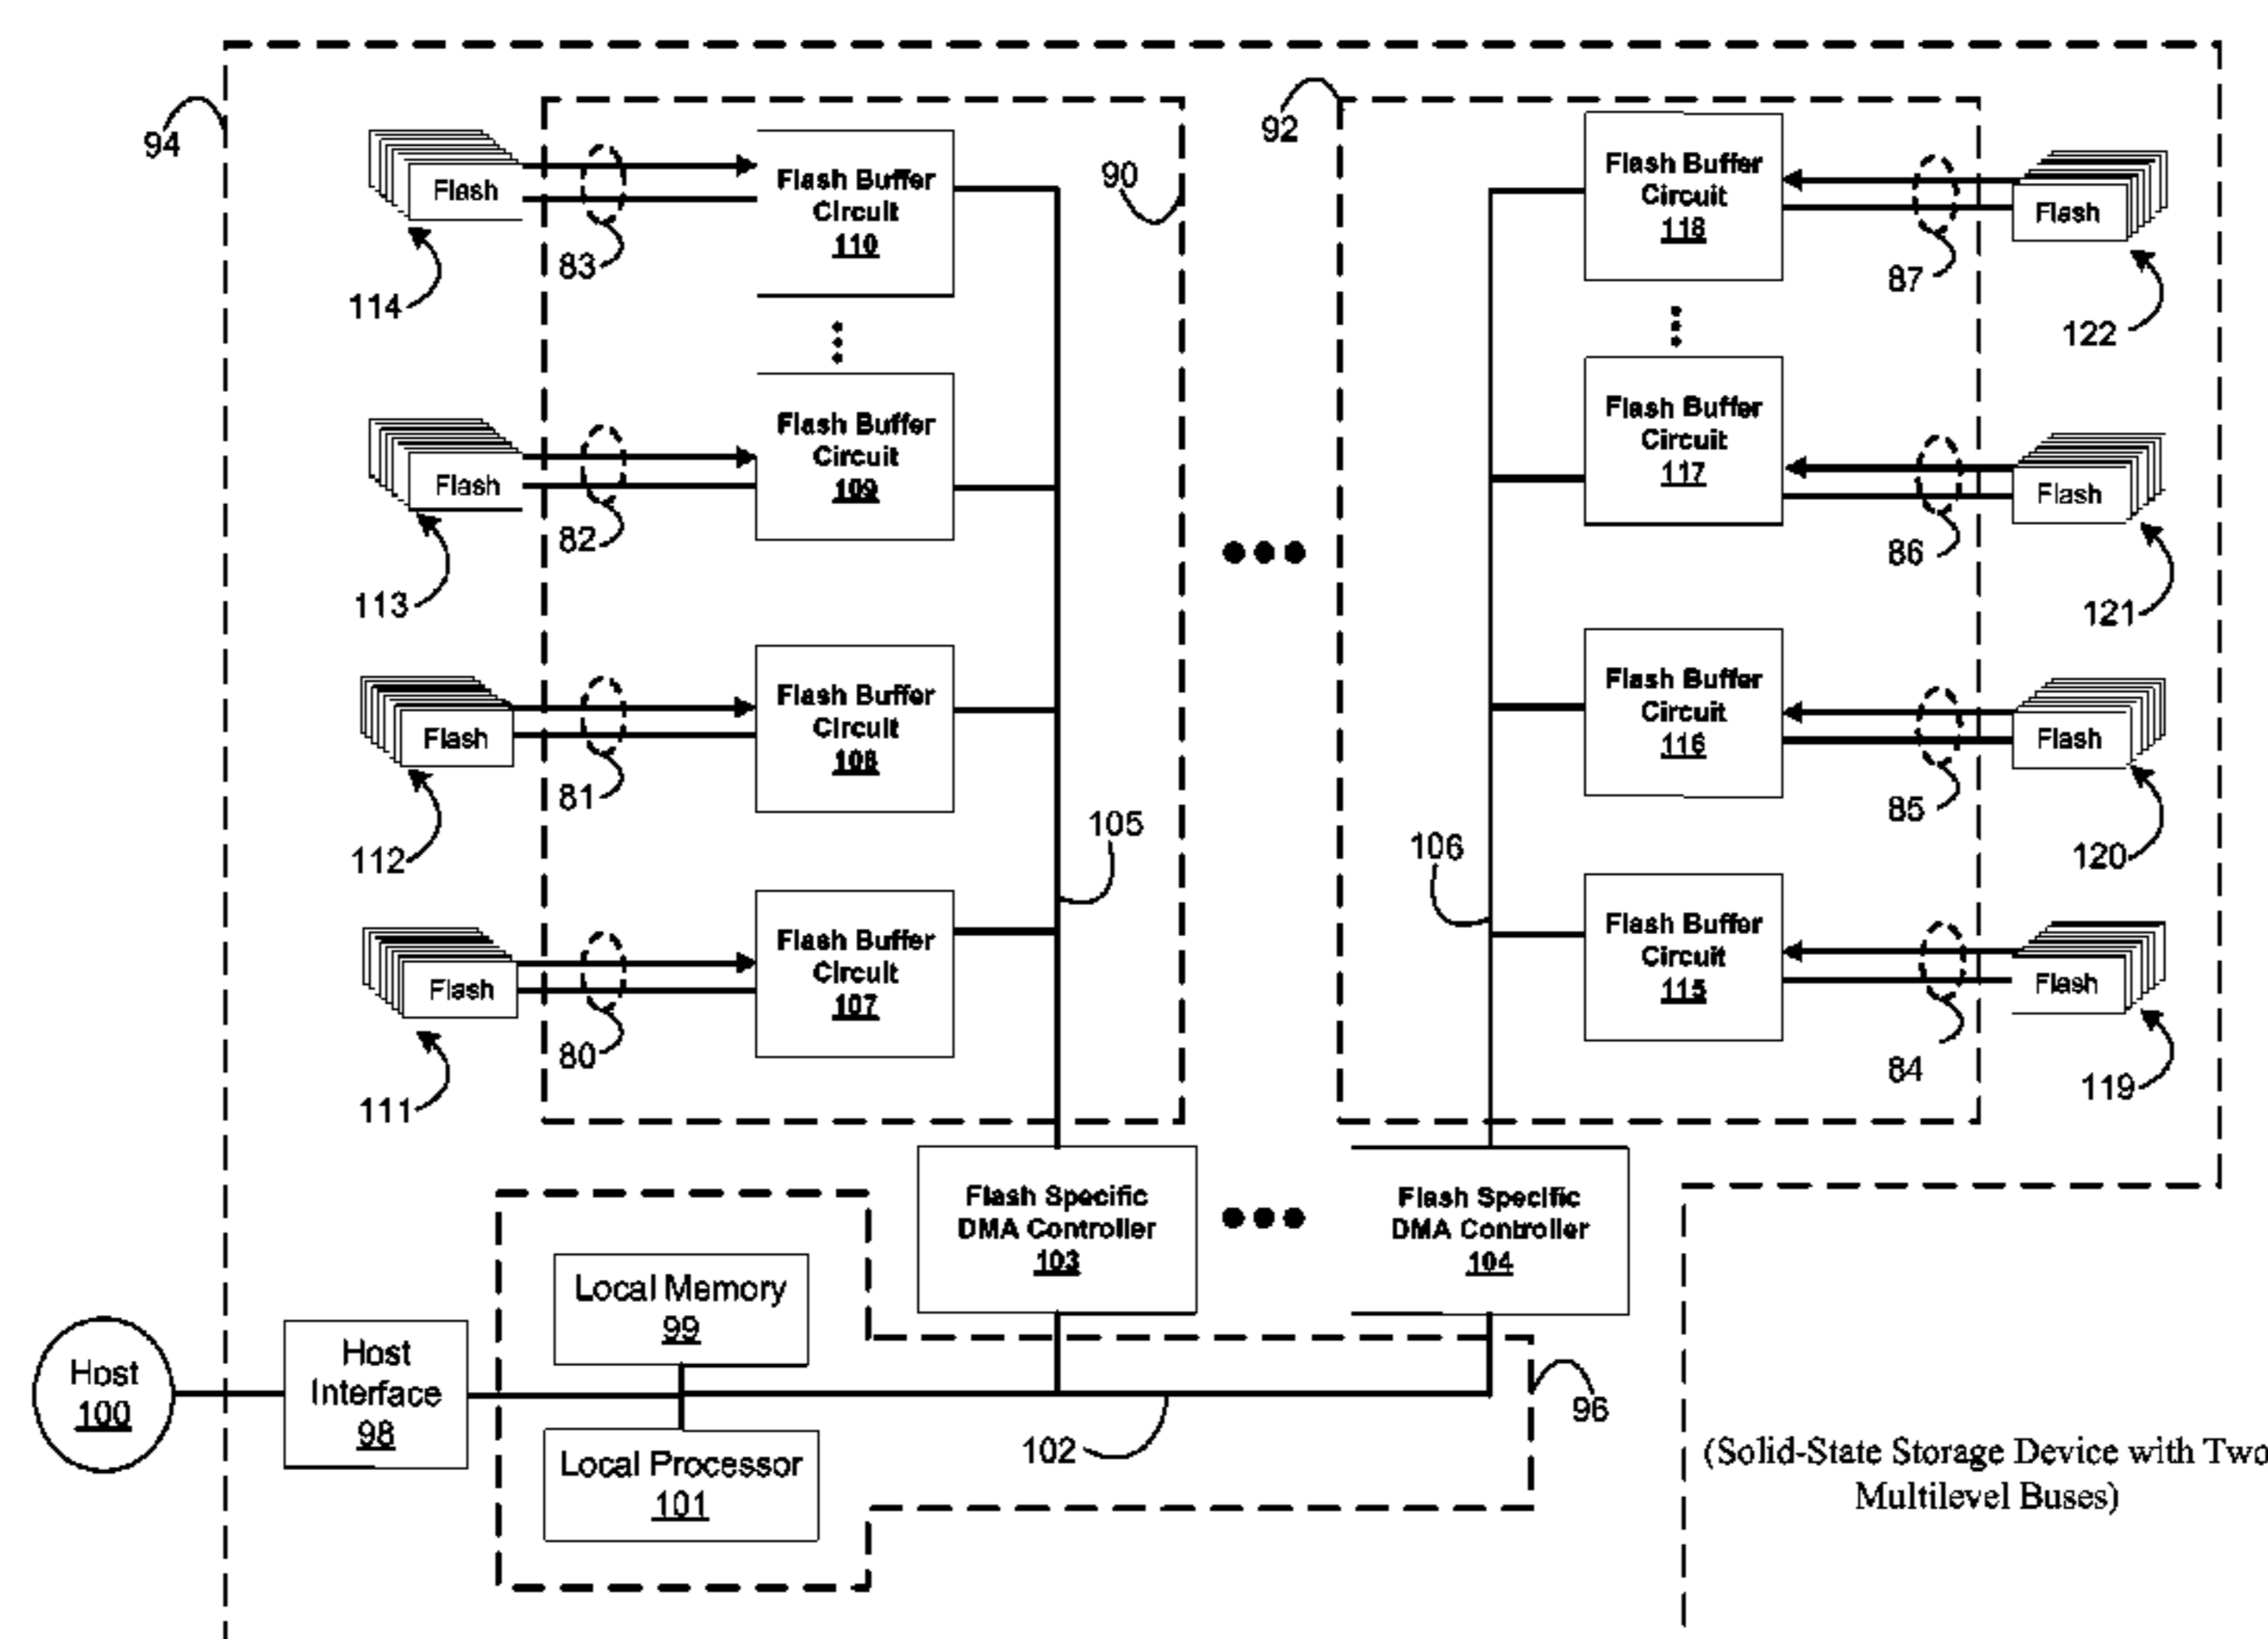 94
92
90
Flash
Flash Buffer
Circuit
110
83
114
Flash Buffer
Circuit
118
Flash
87
122
Flash
Flash Buffer
Circuit
109
82
113
Flash Buffer
Circuit
117
Flash
86
121
Flash
Flash Buffer
Circuit
108
81
112
105
Flash Buffer
Circuit
116
Flash
85
120
106
Flash
Flash Buffer
Circuit
107
80
111
Flash Buffer
Circuit
115
Flash
84
119
Flash Specific
DMA Controller
103
Flash Specific
DMA Controller
104
Local Memory
99
Host
100
Host
Interface
98
Local Processor
101
102
96
(Solid-State Storage Device with Two
Multilevel Buses)